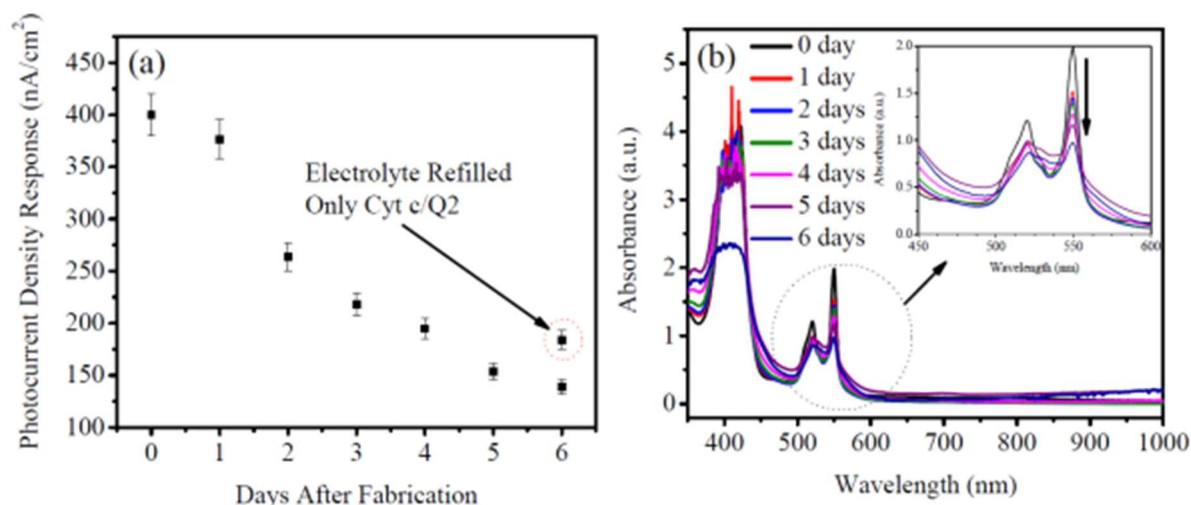 (a)
Photocurrent Density Response (nA/cm²)
450
400
350
300
250
200
150
100
Electrolyte Refilled
Only Cyt c/Q2
0 1 2 3 4 5 6
Days After Fabrication
(b)
Absorbance (a.u.)
5
4
3
2
1
0
0 day
1 day
2 days
3 days
4 days
5 days
6 days
400 500 600 700 800 900 1000
Wavelength (nm)
Absorbance (a.u.)
2.0
1.5
1.0
0.5
0.0
450 500 550 600
Wavelength (nm)